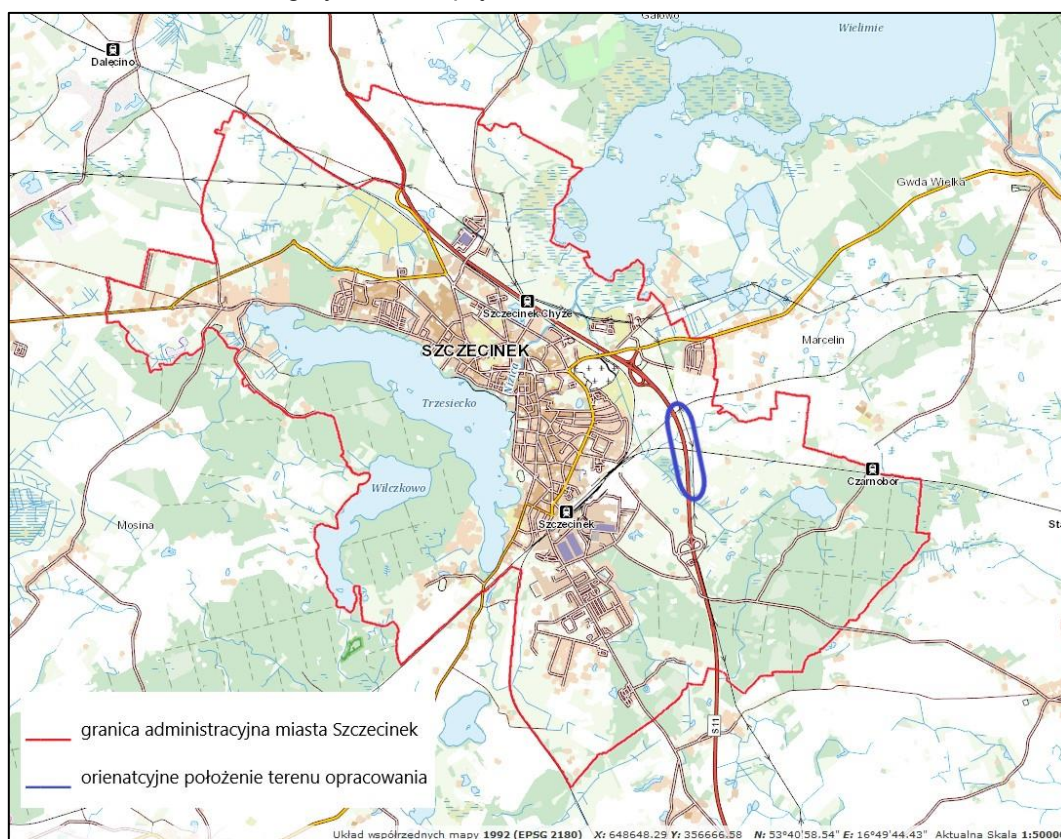 Gałowo
Wielimie
Dalęcino
Gwda Wielka
Szczecinek Chyże
SZCZECINEK
Nizica
Marcelin
Trzesiecko
Wilczkowo
Czarnobór
Mosina
Szczecinek
S11
granica administracyjna miasta Szczecinek
orienatcyjne położenie terenu opracowania
Układ współrzędnych mapy 1992 (EPSG 2180) X: 648648.29 Y: 356666.58 N: 53°40'58.54" E: 16°49'44.43" Aktualna Skala 1:5000